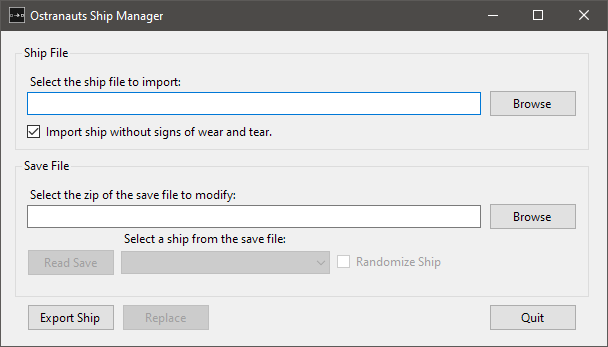 Ostranauts Ship Manager
Ship File
Select the ship file to import:
Browse
Import ship without signs of wear and tear.
Save File
Select the zip of the save file to modify:
Browse
Select a ship from the save file:
Read Save
Randomize Ship
Export Ship
Replace
Quit